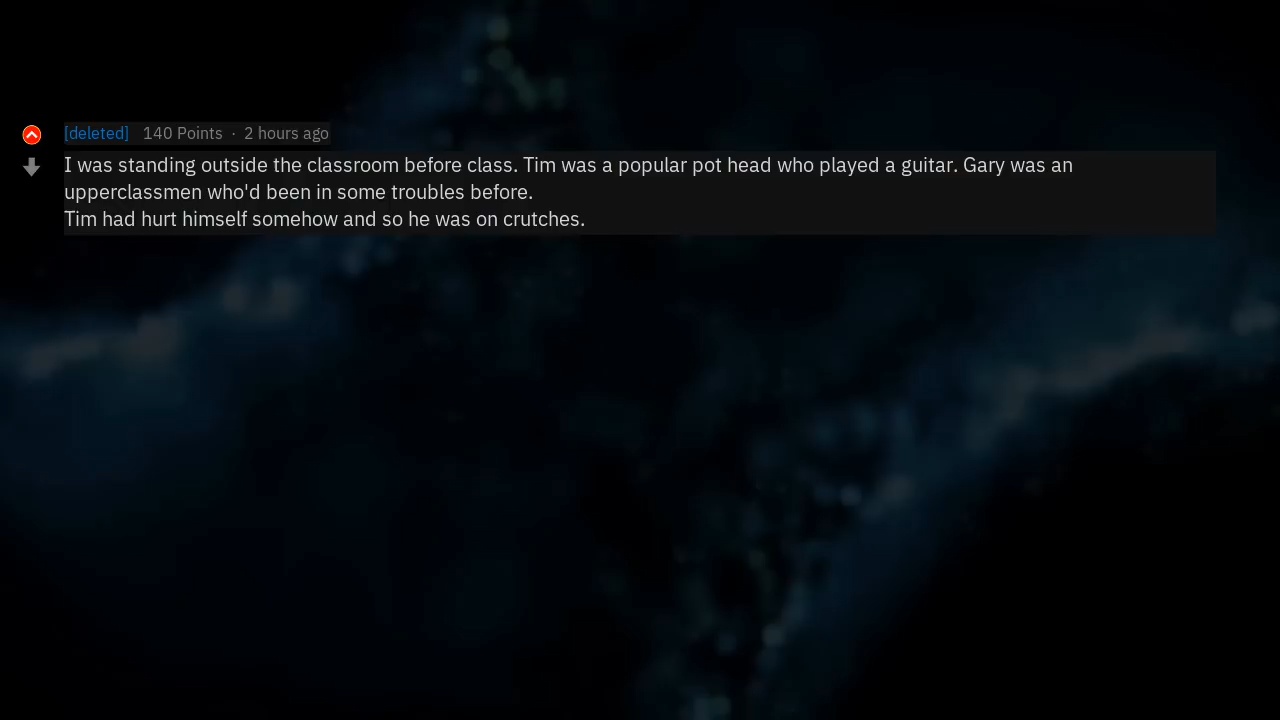 [deleted] 140 Points · 2 hours ago
I was standing outside the classroom before class. Tim was a popular pot head who played a guitar. Gary was an
upperclassmen who'd been in some troubles before.
Tim had hurt himself somehow and so he was on crutches.